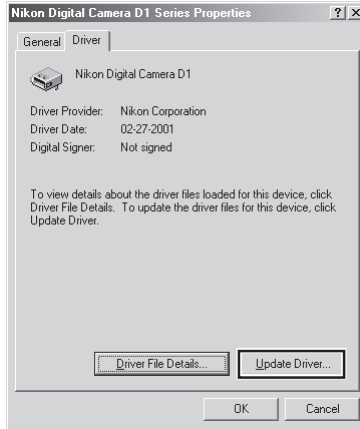 Nikon Digital Camera D1 Series Properties
General Driver
Nikon Digital Camera D1
Driver Provider: Nikon Corporation
Driver Date: 02-27-2001
Digital Signer: Not signed
To view details about the driver files loaded for this device, click
Driver File Details. To update the driver files for this device, click
Update Driver.
Driver File Details... Update Driver...
OK Cancel